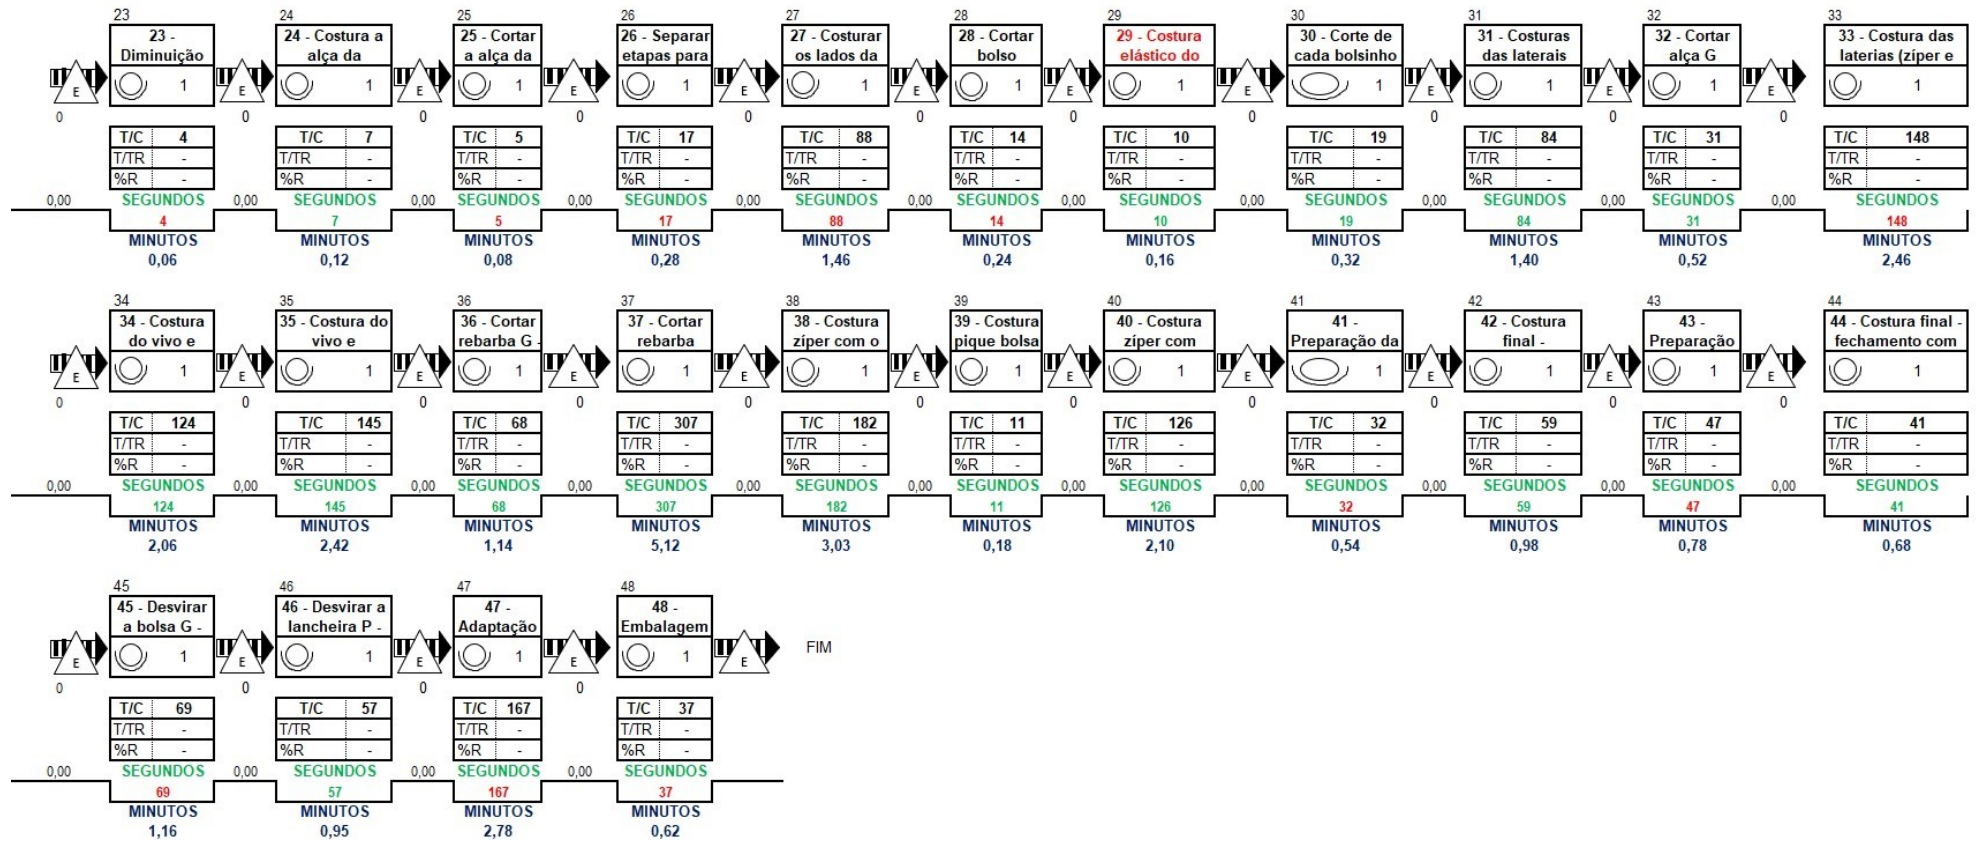 23 24 25 26 27 28 29 30 31 32 33
23 - 24 - Costura a 25 - Cortar 26 - Separar 27 - Costurar 28 - Cortar 29 - Costura 30 - Corte de 31 - Costuras 32 - Cortar 33 - Costura das
Diminuição alça da a alça da etapas para os lados da bolso elástico do cada bolsinho das laterais alça G laterias (zíper e
E 1 E 1 E 1 E 1 E 1 E 1 E 1 E 1 E 1 E 1 E 1
0 0 0 0 0 0 0 0 0 0 0
T/C 4 T/C 7 T/C 5 T/C 17 T/C 88 T/C 14 T/C 10 T/C 19 T/C 84 T/C 31 T/C 148
T/TR - T/TR - T/TR - T/TR - T/TR - T/TR - T/TR - T/TR - T/TR - T/TR - T/TR -
%R - %R - %R - %R - %R - %R - %R - %R - %R - %R - %R -
0,00 SEGUNDOS 0,00 SEGUNDOS 0,00 SEGUNDOS 0,00 SEGUNDOS 0,00 SEGUNDOS 0,00 SEGUNDOS 0,00 SEGUNDOS 0,00 SEGUNDOS 0,00 SEGUNDOS 0,00 SEGUNDOS 0,00 SEGUNDOS
4 7 5 17 88 14 10 19 84 31 148
MINUTOS MINUTOS MINUTOS MINUTOS MINUTOS MINUTOS MINUTOS MINUTOS MINUTOS MINUTOS MINUTOS
0,06 0,12 0,08 0,28 1,46 0,24 0,16 0,32 1,40 0,52 2,46
34 35 36 37 38 39 40 41 42 43 44
34 - Costura 35 - Costura do 36 - Cortar 37 - Cortar 38 - Costura 39 - Costura 40 - Costura 41 - 42 - Costura 43 - 44 - Costura final -
do vivo e vivo e rebarba G - rebarba zíper com o pique bolsa zíper com Preparação da final - Preparação fechamento com
E 1 E 1 E 1 E 1 E 1 E 1 E 1 E 1 E 1 E 1 E 1
0 0 0 0 0 0 0 0 0 0 0
T/C 124 T/C 145 T/C 68 T/C 307 T/C 182 T/C 11 T/C 126 T/C 32 T/C 59 T/C 47 T/C 41
T/TR - T/TR - T/TR - T/TR - T/TR - T/TR - T/TR - T/TR - T/TR - T/TR - T/TR -
%R - %R - %R - %R - %R - %R - %R - %R - %R - %R - %R -
0,00 SEGUNDOS 0,00 SEGUNDOS 0,00 SEGUNDOS 0,00 SEGUNDOS 0,00 SEGUNDOS 0,00 SEGUNDOS 0,00 SEGUNDOS 0,00 SEGUNDOS 0,00 SEGUNDOS 0,00 SEGUNDOS 0,00 SEGUNDOS
124 145 68 307 182 11 126 32 59 47 41
MINUTOS MINUTOS MINUTOS MINUTOS MINUTOS MINUTOS MINUTOS MINUTOS MINUTOS MINUTOS MINUTOS
2,06 2,42 1,14 5,12 3,03 0,18 2,10 0,54 0,98 0,78 0,68
45 46 47 48
45 - Desvirar 46 - Desvirar a 47 - 48 -
a bolsa G - lancheira P - Adaptação Embalagem
E 1 E 1 E 1 E 1 E FIM
0 0 0 0
T/C 69 T/C 57 T/C 167 T/C 37
T/TR - T/TR - T/TR - T/TR -
%R - %R - %R - %R -
0,00 SEGUNDOS 0,00 SEGUNDOS 0,00 SEGUNDOS 0,00 SEGUNDOS
69 57 167 37
MINUTOS MINUTOS MINUTOS MINUTOS
1,16 0,95 2,78 0,62